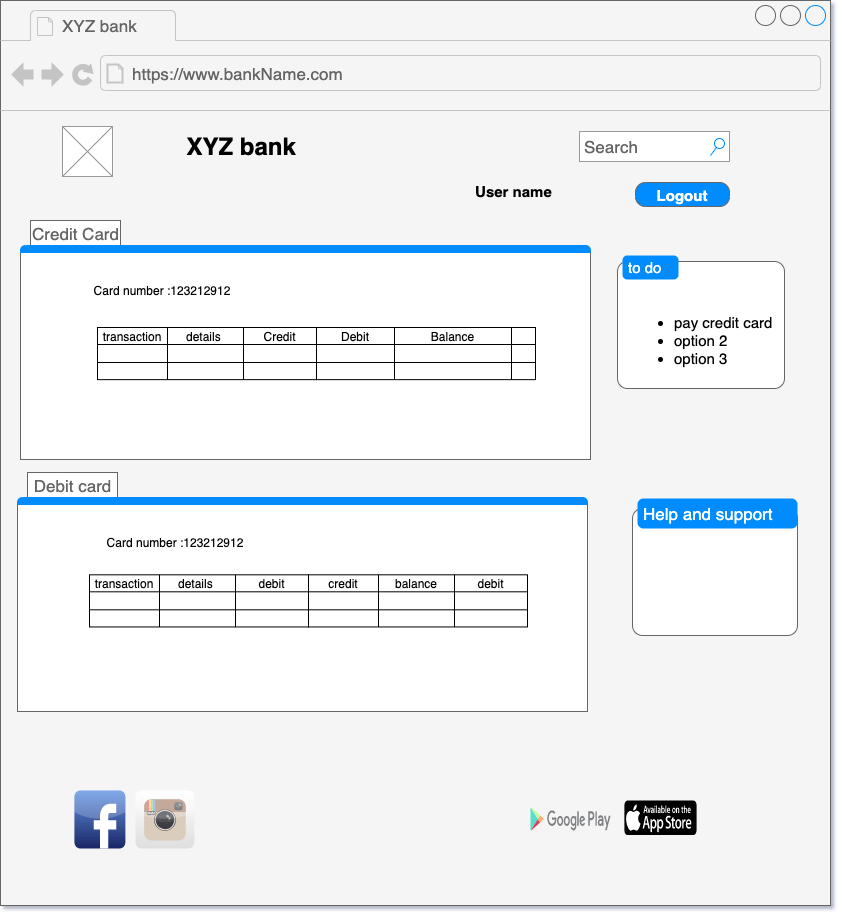 XYZ bank
https://www.bankName.com
XYZ bank
Search
User name
Logout
Credit Card
Card number :123212912
transaction details Credit Debit Balance
to do
• pay credit card
• option 2
• option 3
Debit card
Card number :123212912
transaction details debit credit balance debit
Help and support
f
Google Play
Available on the
App Store